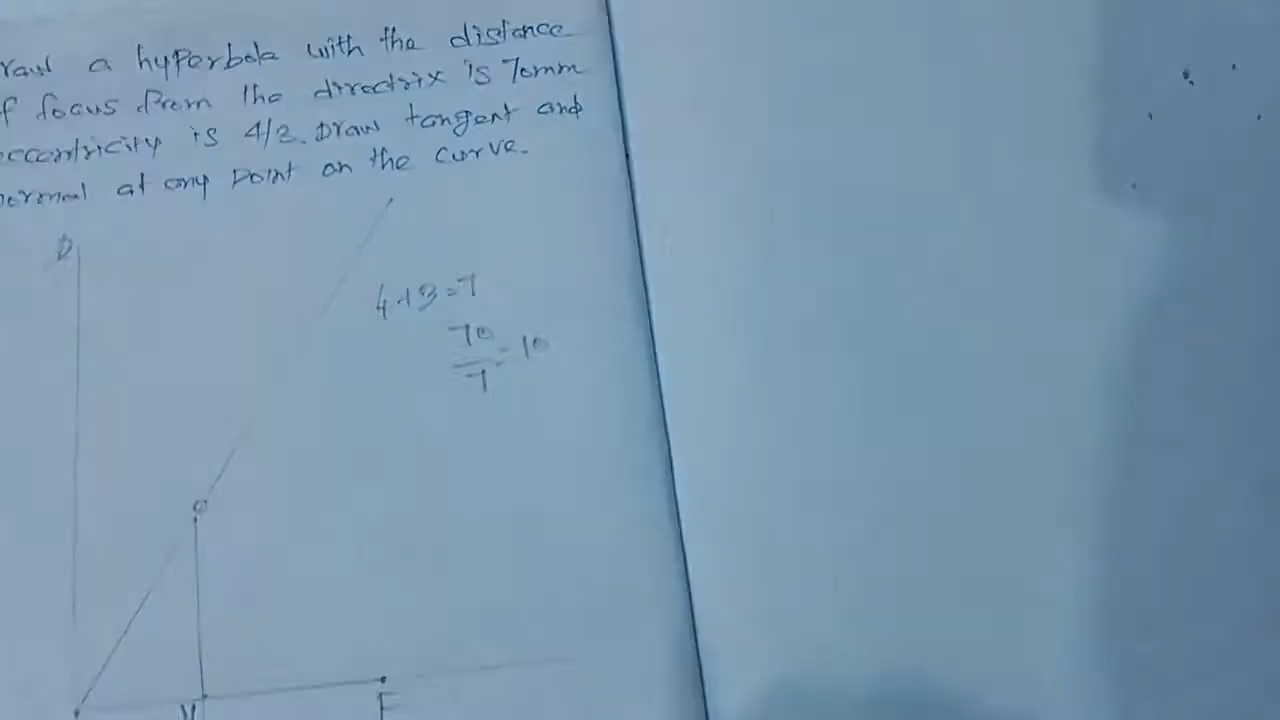 raw a hyperbola with the distance
f focus from the directrix is 70mm
eccentricity is 4/3. Draw tangent and
normal at any point on the curve.
D
4+3=7
70
/7 = 10
e
V
F